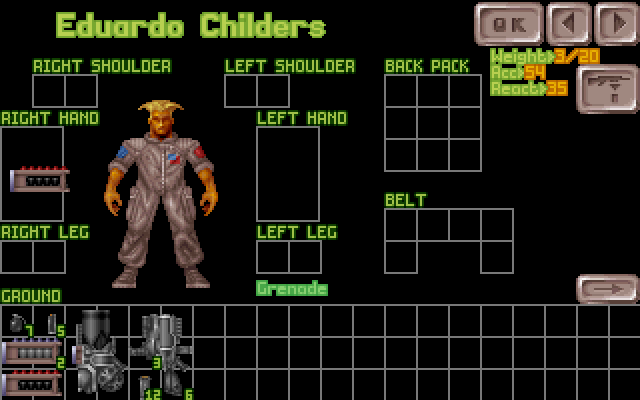 Eduardo Childers
OK
Weight>3/20
Acc>54
React>35
RIGHT SHOULDER
LEFT SHOULDER
BACK PACK
RIGHT HAND
LEFT HAND
BELT
RIGHT LEG
LEFT LEG
Grenade
GROUND
7
5
2
3
12
6